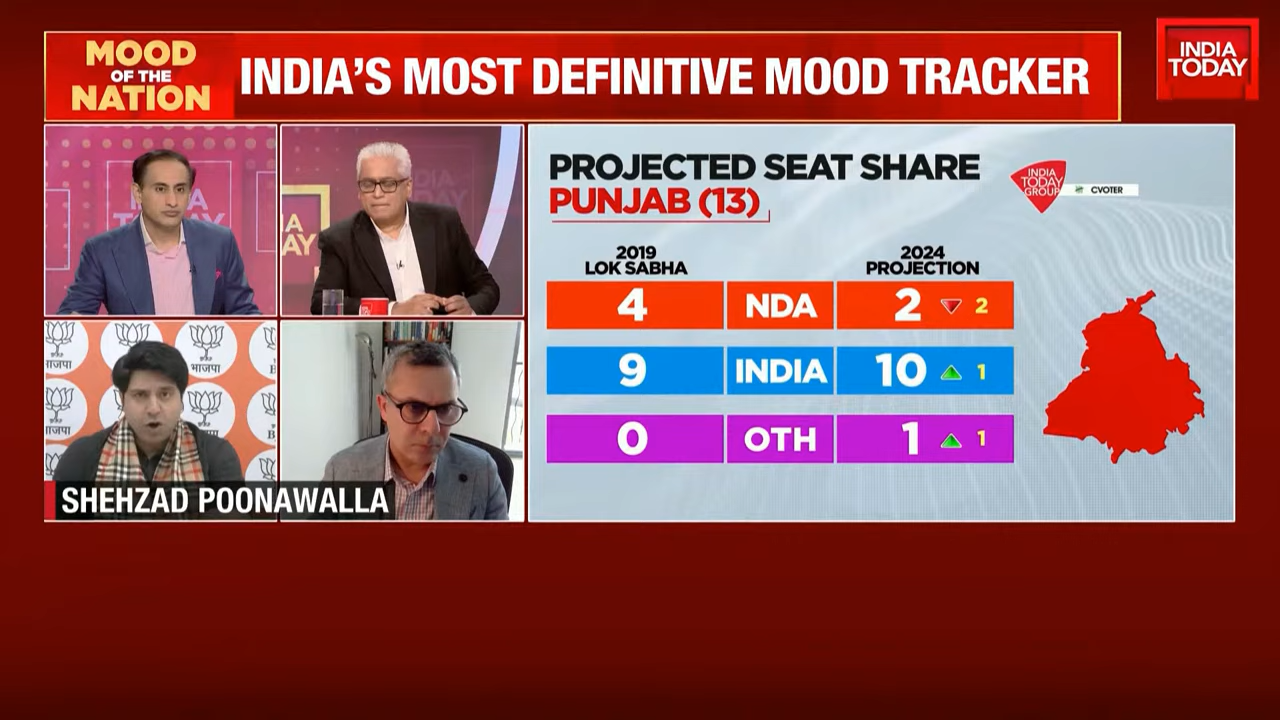 MOOD
OF THE
NATION
INDIA'S MOST DEFINITIVE MOOD TRACKER
INDIA
TODAY
PROJECTED SEAT SHARE
PUNJAB (13)
INDIA
TODAY
GROUP
CVOTER
2019
LOK SABHA
2024
PROJECTION
4 NDA 2 2
9 INDIA 10 1
0 OTH 1 1
भाजपा
SHEHZAD POONAWALLA